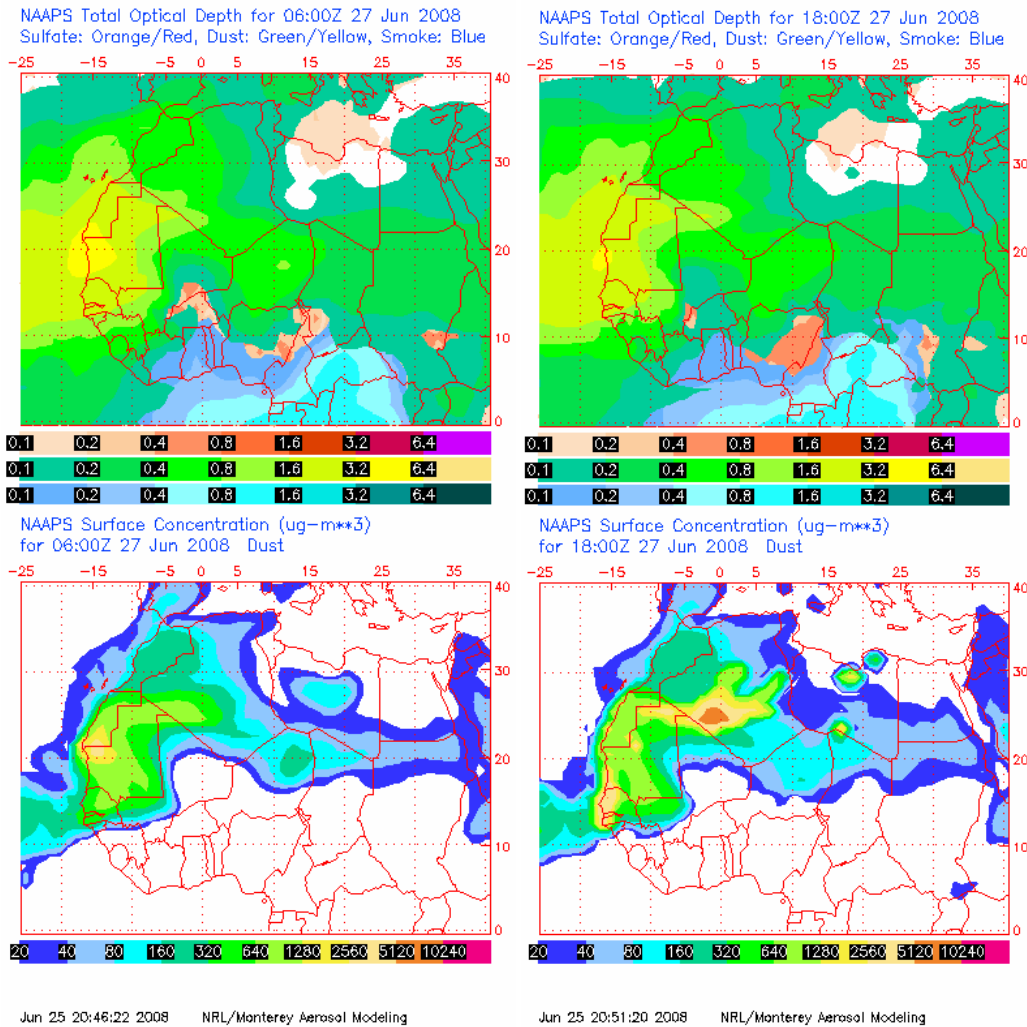 NAAPS Total Optical Depth for 06:00Z 27 Jun 2008
Sulfate: Orange/Red, Dust: Green/Yellow, Smoke: Blue
-25 -15 -5 0 5 15 25 35
40
30
20
10
0
0.1 0.2 0.4 0.8 1.6 3.2 6.4
0.1 0.2 0.4 0.8 1.6 3.2 6.4
0.1 0.2 0.4 0.8 1.6 3.2 6.4
NAAPS Total Optical Depth for 18:00Z 27 Jun 2008
Sulfate: Orange/Red, Dust: Green/Yellow, Smoke: Blue
-25 -15 -5 0 5 15 25 35
40
30
20
10
0
0.1 0.2 0.4 0.8 1.6 3.2 6.4
0.1 0.2 0.4 0.8 1.6 3.2 6.4
0.1 0.2 0.4 0.8 1.6 3.2 6.4
NAAPS Surface Concentration (ug-m**3)
for 06:00Z 27 Jun 2008 Dust
-25 -15 -5 0 5 15 25 35
40
30
20
10
0
20 40 80 160 320 640 1280 2560 5120 10240
Jun 25 20:46:22 2008 NRL/Monterey Aerosol Modeling
NAAPS Surface Concentration (ug-m**3)
for 18:00Z 27 Jun 2008 Dust
-25 -15 -5 0 5 15 25 35
40
30
20
10
0
20 40 80 160 320 640 1280 2560 5120 10240
Jun 25 20:51:20 2008 NRL/Monterey Aerosol Modeling